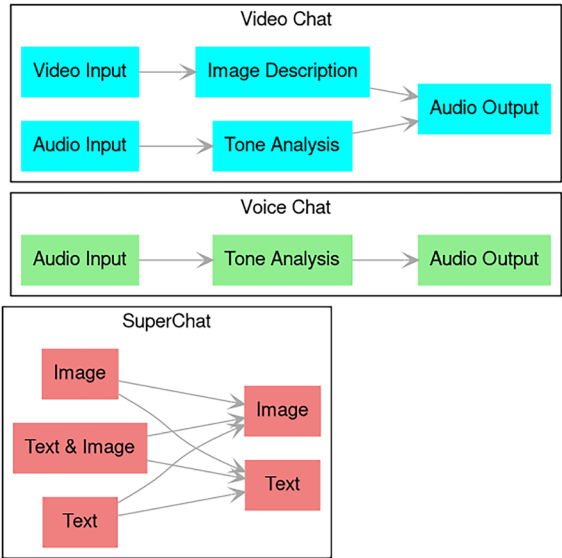 Video Chat
Video Input
Image Description
Audio Output
Audio Input
Tone Analysis
Voice Chat
Audio Input
Tone Analysis
Audio Output
SuperChat
Image
Image
Text & Image
Text
Text